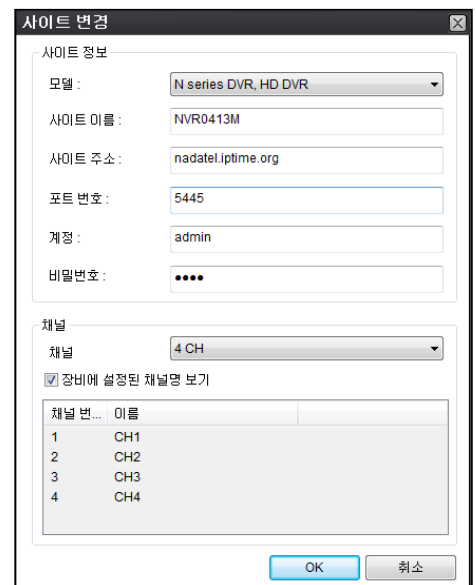 사이트 변경
사이트 정보
모델 : N series DVR, HD DVR
사이트 이름 : NVR0413M
사이트 주소 : nadatel.iptime.org
포트 번호 : 5445
계정 : admin
비밀번호 : ●●●●
채널
채널 4 CH
장비에 설정된 채널명 보기
채널 번... 이름
1 CH1
2 CH2
3 CH3
4 CH4
OK 취소